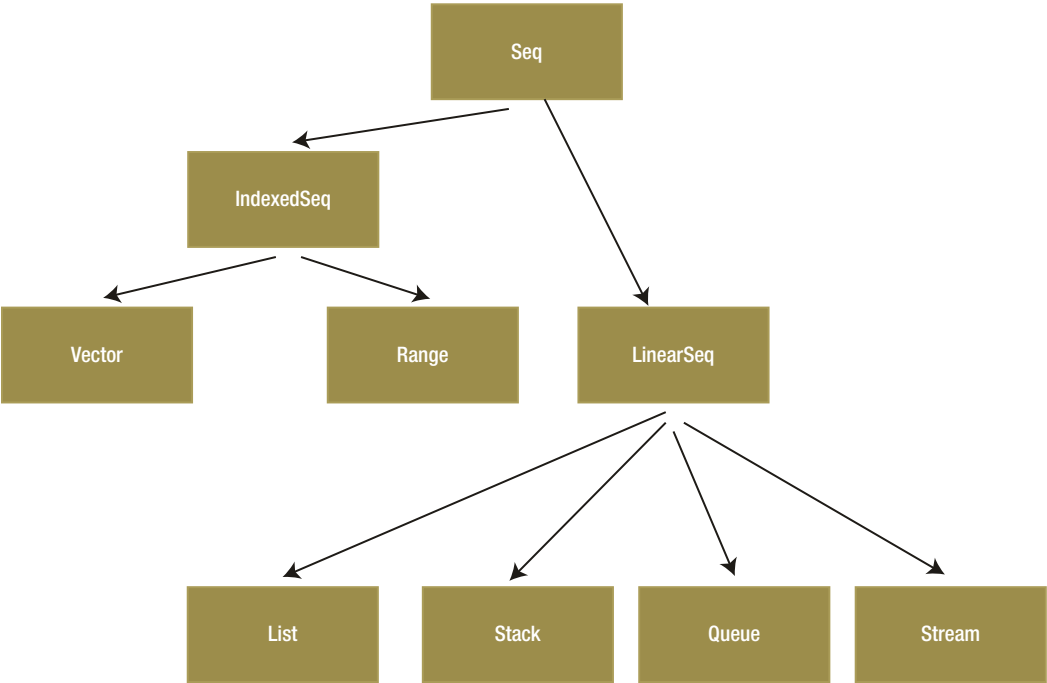 Seq
IndexedSeq
Vector
Range
LinearSeq
List
Stack
Queue
Stream